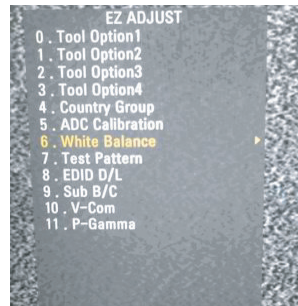 EZ ADJUST
0 . Tool Option1
1 . Tool Option2
2 . Tool Option3
3 . Tool Option4
4 . Country Group
5 . ADC Calibration
6 . White Balance
7 . Test Pattern
8 . EDID D/L
9 . Sub B/C
10 . V-Com
11 . P-Gamma